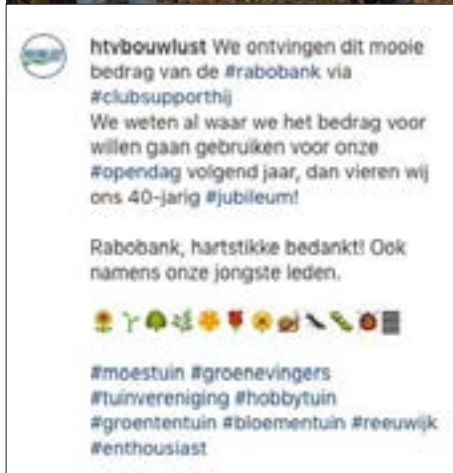 htvbouwlust We ontvingen dit mooie
bedrag van de #rabobank via
#clubsupporthij
We weten al waar we het bedrag voor
willen gaan gebruiken voor onze
#opendag volgend jaar, dan vieren wij
ons 40-jarig #jubileum!
Rabobank, hartstikke bedankt! Ook
namens onze jongste leden.
#moestuin #groenevingers
#tuinvereniging #hobbytuin
#groententuin #bloementuin #reeuwijk
#enthousiast